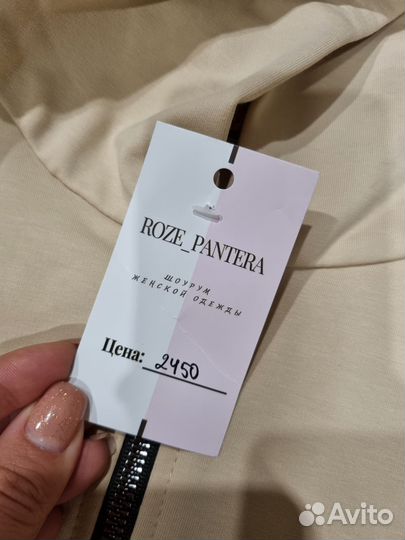 ROZE_PANTERA
ШОУРУМ
ЖЕНСКОЙ ОДЕЖДЫ
Цена: 2450
Avito